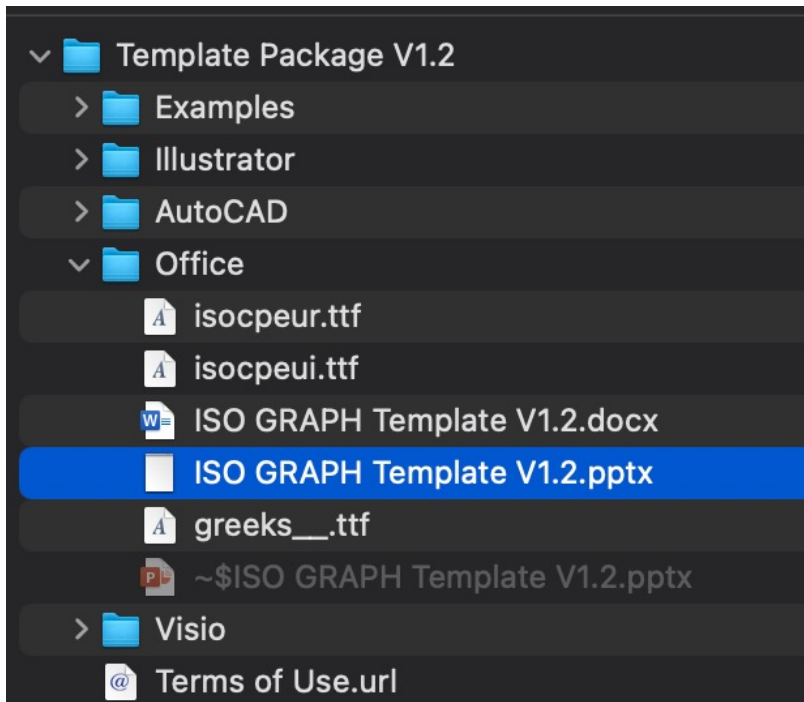 Template Package V1.2
Examples
Illustrator
AutoCAD
Office
isocpeur.ttf
isocpeui.ttf
ISO GRAPH Template V1.2.docx
ISO GRAPH Template V1.2.pptx
greeks__.ttf
~$ISO GRAPH Template V1.2.pptx
Visio
Terms of Use.url